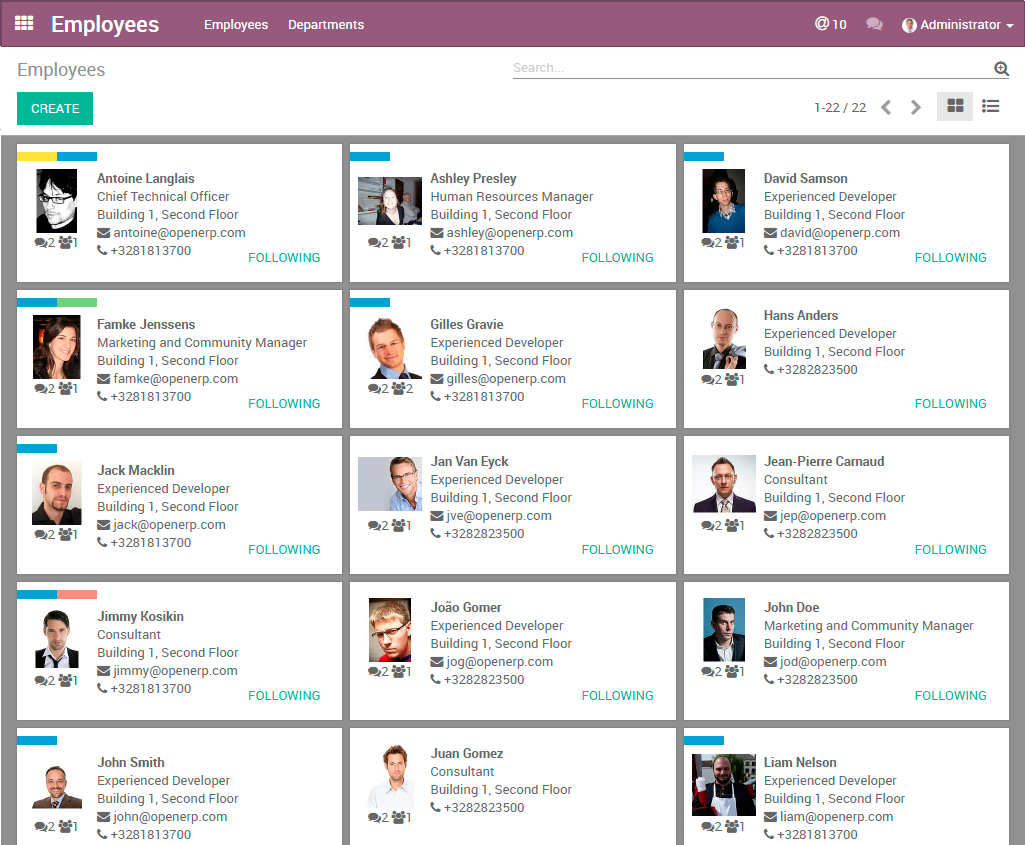 Employees Employees Departments @ 10 Administrator
Employees Search...
CREATE 1-22 / 22
Antoine Langlais
Chief Technical Officer
Building 1, Second Floor
antoine@openerp.com
+3281813700
2 1
FOLLOWING
Ashley Presley
Human Resources Manager
Building 1, Second Floor
ashley@openerp.com
+3281813700
2 1
FOLLOWING
David Samson
Experienced Developer
Building 1, Second Floor
david@openerp.com
+3281813700
2 1
FOLLOWING
Famke Jenssens
Marketing and Community Manager
Building 1, Second Floor
famke@openerp.com
+3281813700
2 1
FOLLOWING
Gilles Gravie
Experienced Developer
Building 1, Second Floor
gilles@openerp.com
+3281813700
2 2
FOLLOWING
Hans Anders
Experienced Developer
Building 1, Second Floor
+3282823500
2 1
FOLLOWING
Jack Macklin
Experienced Developer
Building 1, Second Floor
jack@openerp.com
+3281813700
2 1
FOLLOWING
Jan Van Eyck
Experienced Developer
Building 1, Second Floor
jve@openerp.com
+3282823500
2 1
FOLLOWING
Jean-Pierre Carnaud
Consultant
Building 1, Second Floor
jep@openerp.com
+3282823500
2 1
FOLLOWING
Jimmy Kosikin
Consultant
Building 1, Second Floor
jimmy@openerp.com
+3281813700
2 1
FOLLOWING
João Gomer
Experienced Developer
Building 1, Second Floor
jog@openerp.com
+3282823500
2 1
FOLLOWING
John Doe
Marketing and Community Manager
Building 1, Second Floor
jod@openerp.com
+3282823500
2 1
FOLLOWING
John Smith
Experienced Developer
Building 1, Second Floor
john@openerp.com
+3281813700
2 1
Juan Gomez
Consultant
Building 1, Second Floor
+3282823500
2 1
Liam Nelson
Experienced Developer
Building 1, Second Floor
liam@openerp.com
+3281813700
2 1